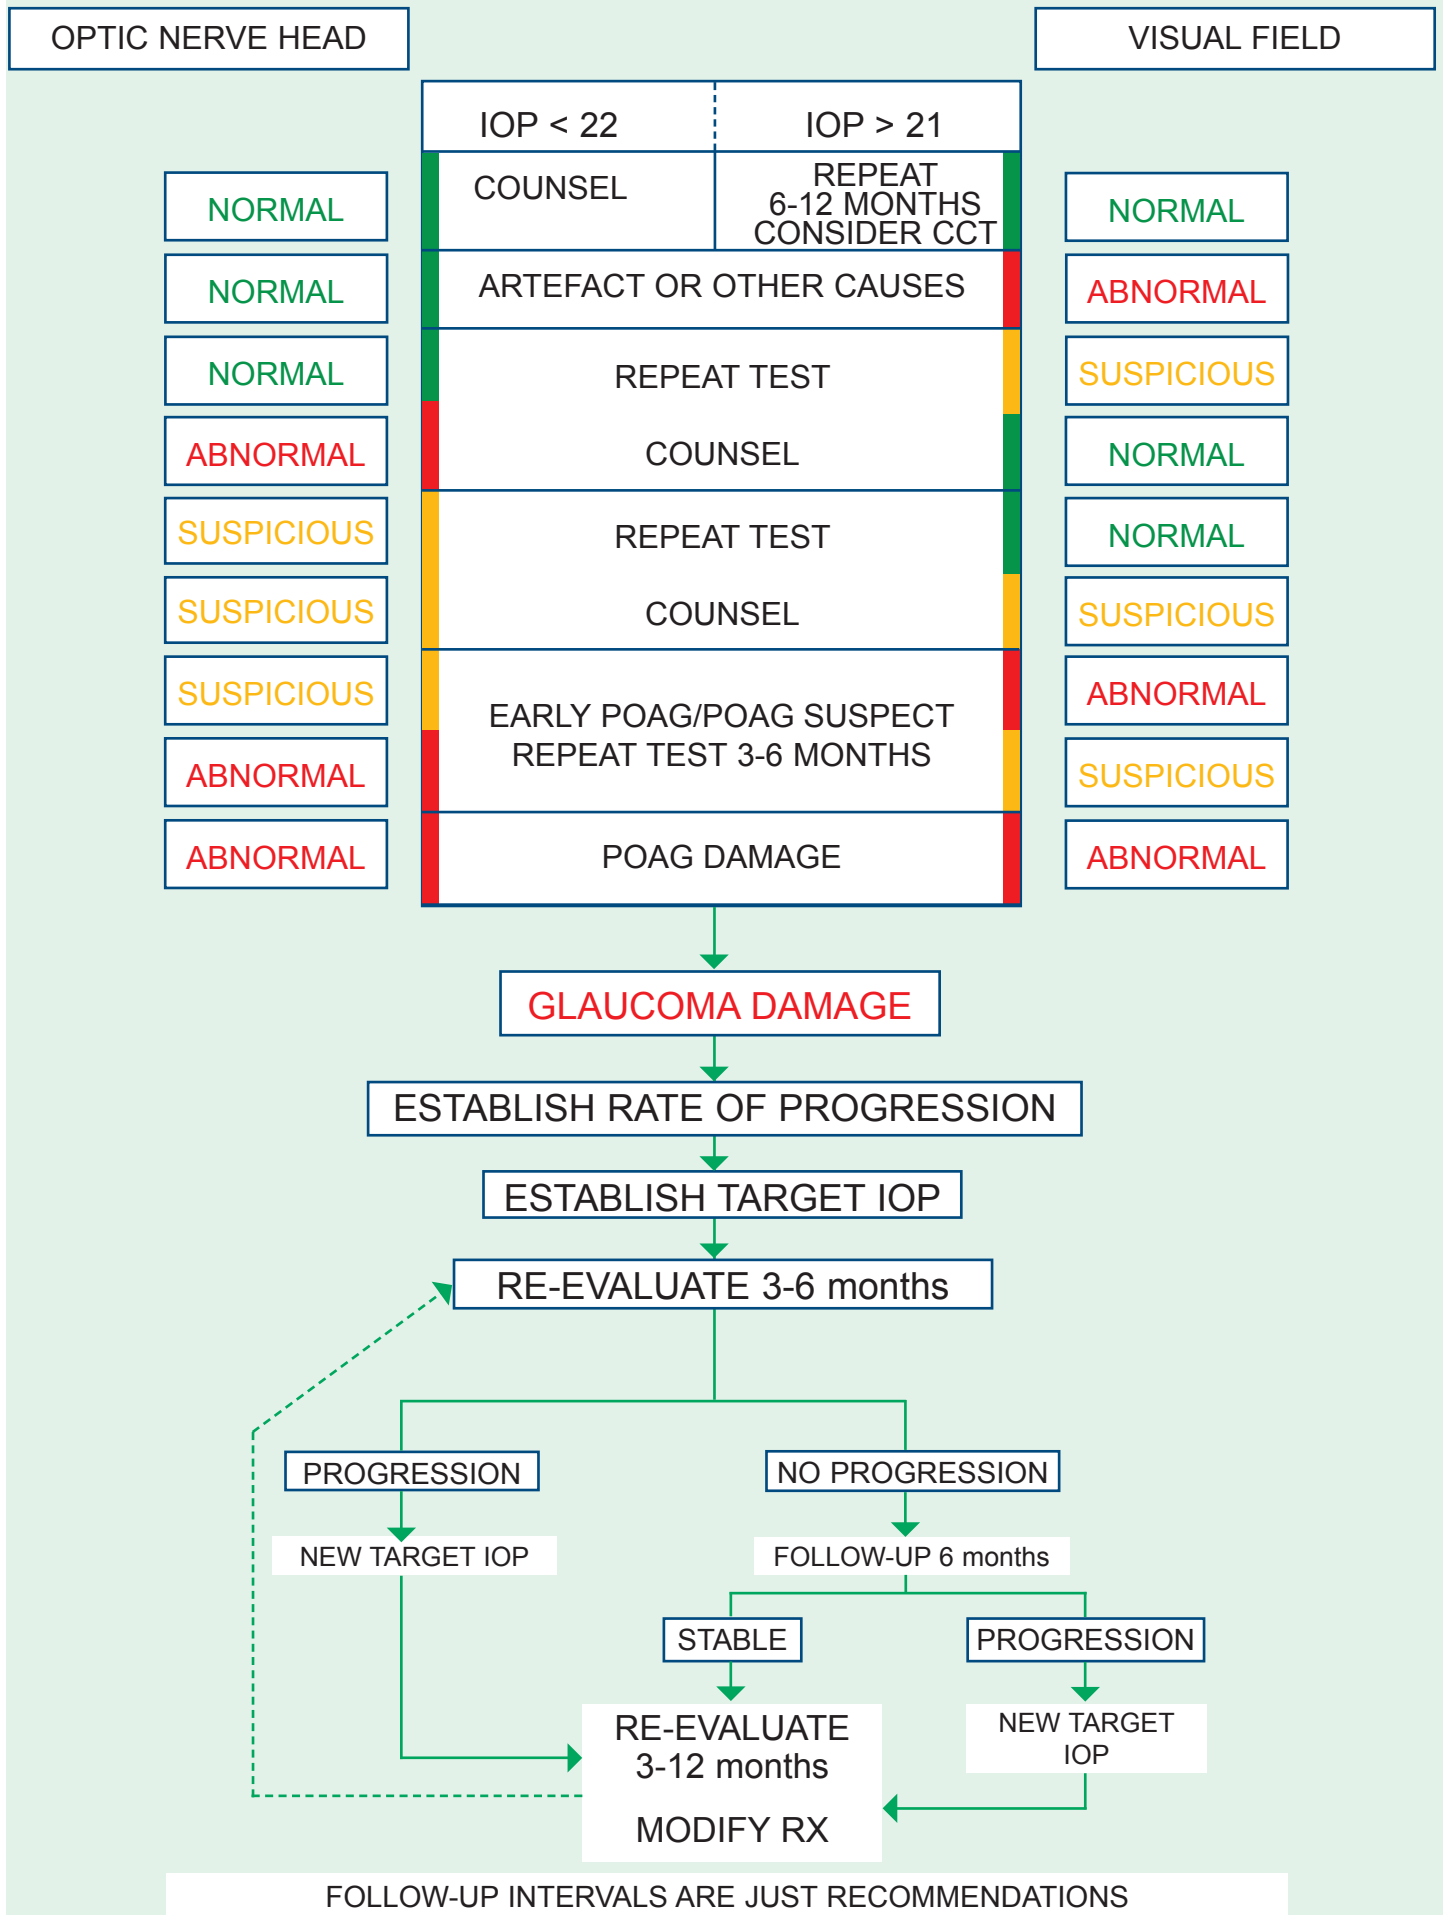 OPTIC NERVE HEAD
VISUAL FIELD
IOP < 22
IOP > 21
NORMAL
COUNSEL
REPEAT
6-12 MONTHS
CONSIDER CCT
NORMAL
NORMAL
ARTEFACT OR OTHER CAUSES
ABNORMAL
NORMAL
REPEAT TEST
SUSPICIOUS
ABNORMAL
COUNSEL
NORMAL
SUSPICIOUS
REPEAT TEST
NORMAL
SUSPICIOUS
COUNSEL
SUSPICIOUS
SUSPICIOUS
ABNORMAL
EARLY POAG/POAG SUSPECT
REPEAT TEST 3-6 MONTHS
ABNORMAL
SUSPICIOUS
ABNORMAL
POAG DAMAGE
ABNORMAL
GLAUCOMA DAMAGE
ESTABLISH RATE OF PROGRESSION
ESTABLISH TARGET IOP
RE-EVALUATE 3-6 months
PROGRESSION
NO PROGRESSION
NEW TARGET IOP
FOLLOW-UP 6 months
STABLE
PROGRESSION
RE-EVALUATE
3-12 months
MODIFY RX
NEW TARGET
IOP
FOLLOW-UP INTERVALS ARE JUST RECOMMENDATIONS